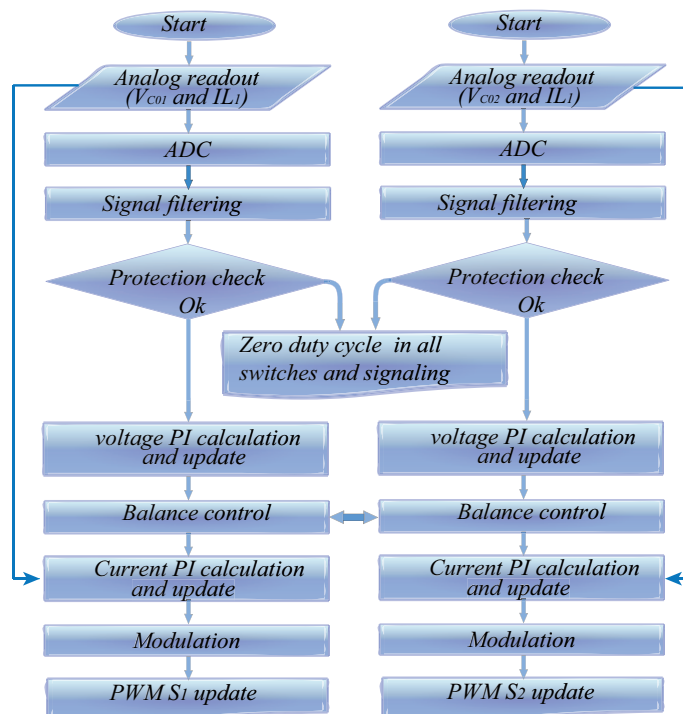 Start
Analog readout
(VC01 and IL1)
ADC
Signal filtering
Protection check
Ok
Start
Analog readout
(VC02 and IL1)
ADC
Signal filtering
Protection check
Ok
Zero duty cycle in all
switches and signaling
voltage PI calculation
and update
Balance control
Current PI calculation
and update
Modulation
PWM S1 update
voltage PI calculation
and update
Balance control
Current PI calculation
and update
Modulation
PWM S2 update